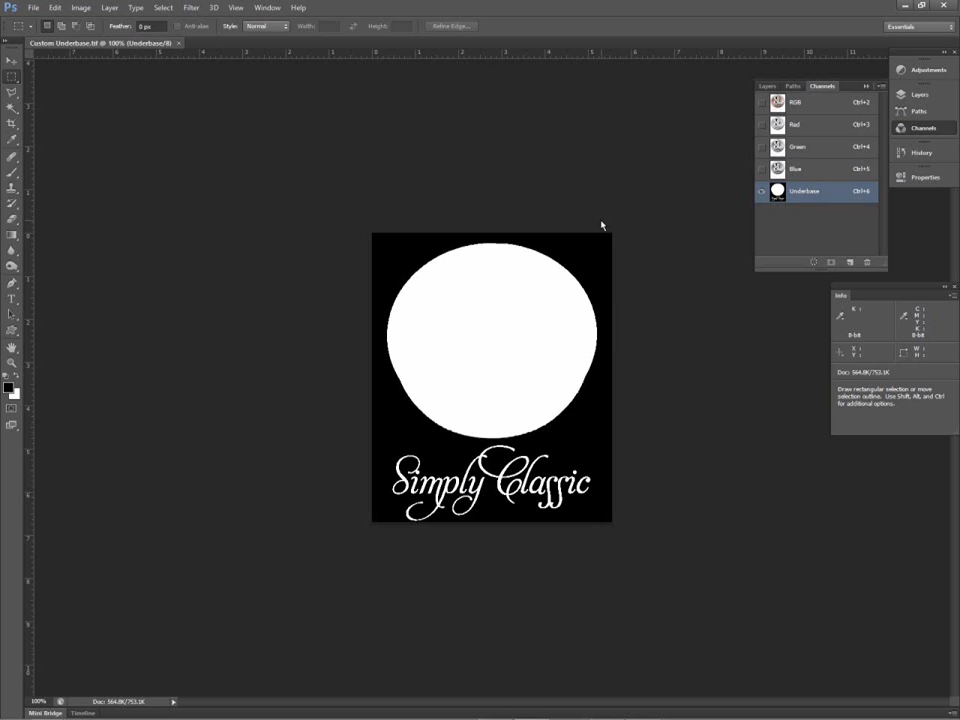 Ps File Edit Image Layer Type Select Filter 3D View Window Help
Feather: 0 px Anti-alias Style: Normal Width: Height: Refine Edge... Essentials
Custom Underbase.tif @ 100% (Underbase/8) ×
Adjustments
Layers
Paths
Channels
History
Properties
Layers Paths Channels
RGB Ctrl+2
Red Ctrl+3
Green Ctrl+4
Blue Ctrl+5
Underbase Ctrl+6
Simply Classic
Info
K : C :
M :
Y :
K :
8-bit 8-bit
X : W :
Y : H :
Doc: 564.8K/753.1K
Draw rectangular selection or move
selection outline. Use Shift, Alt, and Ctrl
for additional options.
100% Doc: 564.8K/753.1K
Mini Bridge Timeline